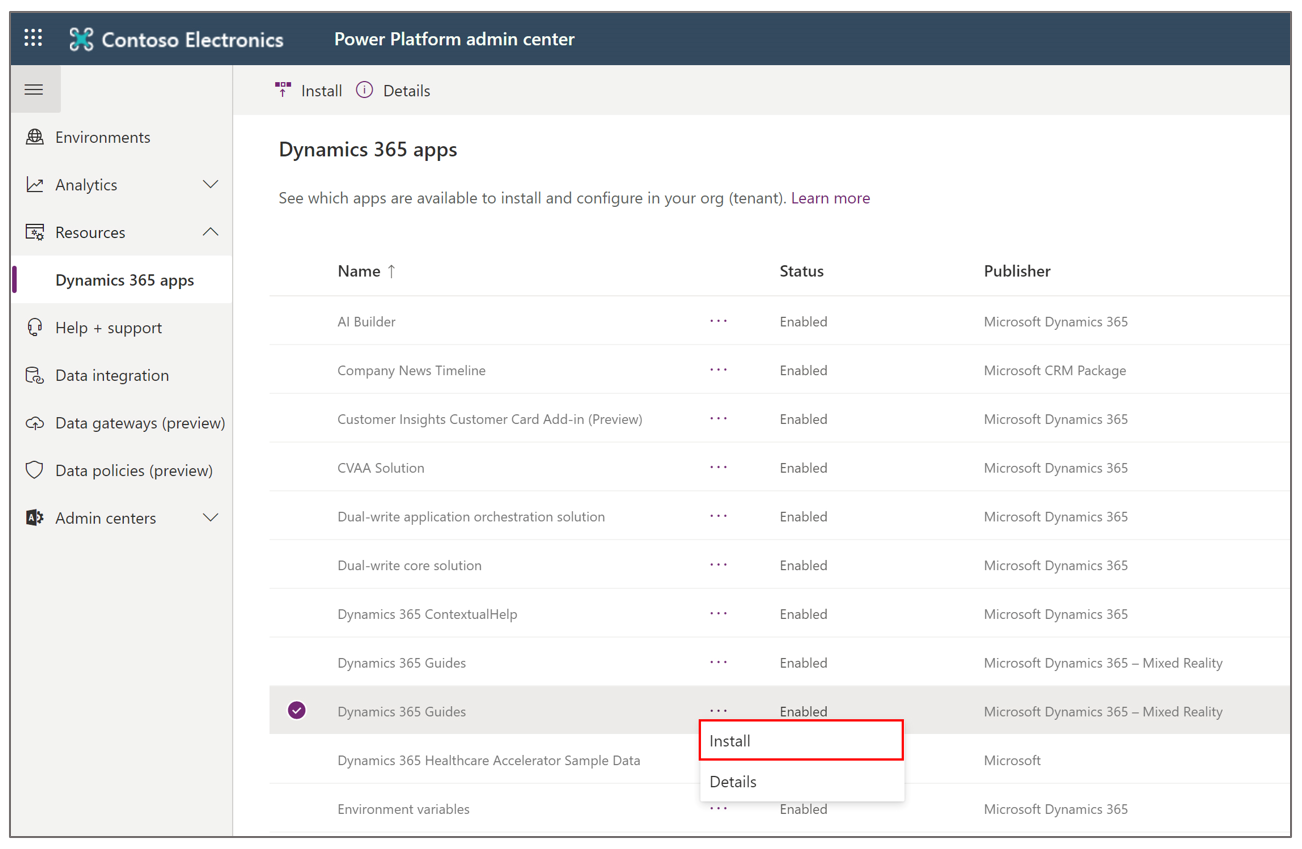 Contoso Electronics Power Platform admin center
Install Details
Environments
Analytics
Resources
Dynamics 365 apps
Help + support
Data integration
Data gateways (preview)
Data policies (preview)
Admin centers
Dynamics 365 apps
See which apps are available to install and configure in your org (tenant). Learn more
Name ↑ Status Publisher
AI Builder ... Enabled Microsoft Dynamics 365
Company News Timeline ... Enabled Microsoft CRM Package
Customer Insights Customer Card Add-in (Preview) ... Enabled Microsoft Dynamics 365
CVAA Solution ... Enabled Microsoft Dynamics 365
Dual-write application orchestration solution ... Enabled Microsoft Dynamics 365
Dual-write core solution ... Enabled Microsoft Dynamics 365
Dynamics 365 ContextualHelp ... Enabled Microsoft Dynamics 365
Dynamics 365 Guides ... Enabled Microsoft Dynamics 365 – Mixed Reality
Dynamics 365 Guides ... Enabled Microsoft Dynamics 365 – Mixed Reality
Install
Dynamics 365 Healthcare Accelerator Sample Data Microsoft
Details
Environment variables ... Enabled Microsoft Dynamics 365